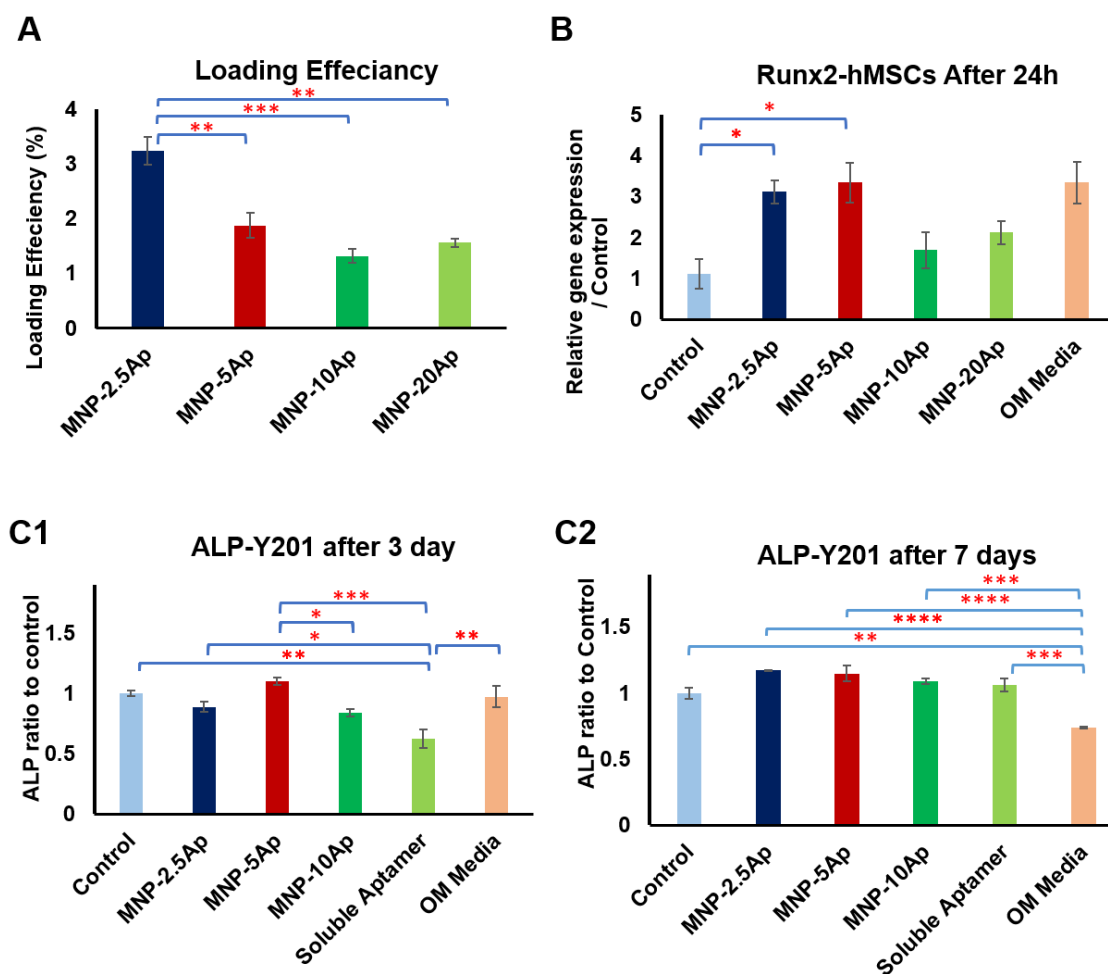 A
Loading Effeciancy
Loading Effeciency (%)
4
3
2
1
0
**
***
**
MNP-2.5Ap
MNP-5Ap
MNP-10Ap
MNP-20Ap
B
Runx2-hMSCs After 24h
Relative gene expression
/ Control
5
4
3
2
1
0
*
*
Control
MNP-2.5Ap
MNP-5Ap
MNP-10Ap
MNP-20Ap
OM Media
C1
ALP-Y201 after 3 day
ALP ratio to control
1.5
1
0.5
0
***
*
*
**
**
Control
MNP-2.5Ap
MNP-5Ap
MNP-10Ap
Soluble Aptamer
OM Media
C2
ALP-Y201 after 7 days
ALP ratio to Control
1.5
1
0.5
0
***
****
****
**
***
Control
MNP-2.5Ap
MNP-5Ap
MNP-10Ap
Soluble Aptamer
OM Media